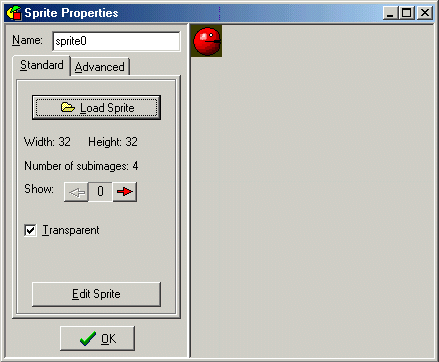 Sprite Properties
Name: sprite0
Standard Advanced
Load Sprite
Width: 32 Height: 32
Number of subimages: 4
Show: 0
Transparent
Edit Sprite
OK